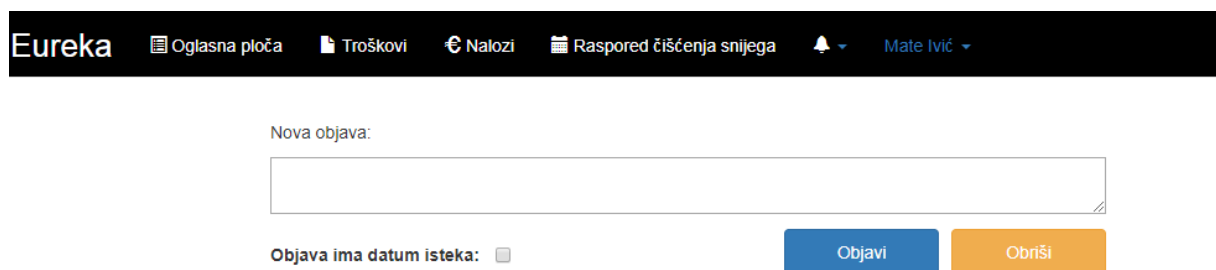 Eureka Oglasna ploča Troškovi Nalozi Raspored čišćenja snijega Mate Ivić
Nova objava:
Objava ima datum isteka: Objavi Obriši